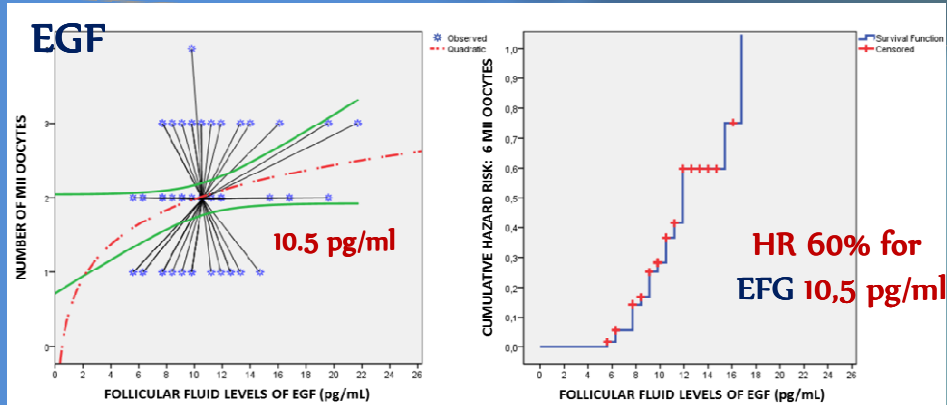 EGF
Observed
Quadratic
NUMBER OF MII OOCYTES
4
3
2
1
0
10.5 pg/ml
0 2 4 6 8 10 12 14 16 18 20 22 24 26
FOLLICULAR FLUID LEVELS OF EGF (pg/mL)
Survival Function
Censored
CUMULATIVE HAZARD RISK: 6 MII OOCYTES
1,0
0,9
0,8
0,7
0,6
0,5
0,4
0,3
0,2
0,1
0,0
HR 60% for
EFG 10,5 pg/ml
0 2 4 6 8 10 12 14 16 18 20 22 24 26
FOLLICULAR FLUID LEVELS OF EGF (pg/mL)